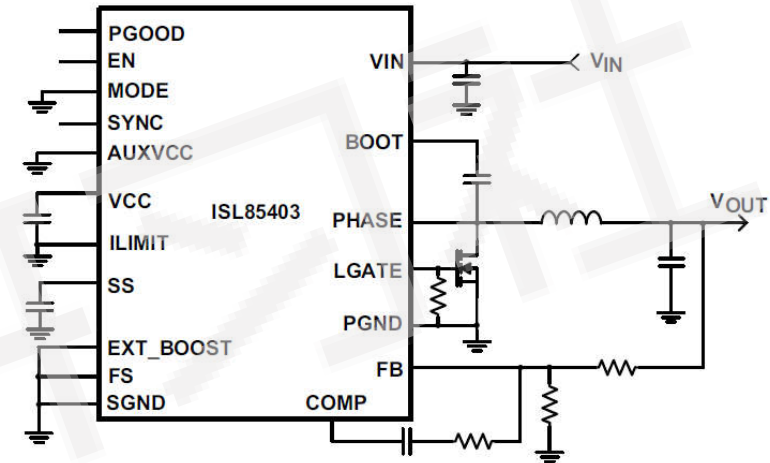 PGOOD
EN
MODE
SYNC
AUXVCC
VCC
ILIMIT
SS
EXT_BOOST
FS
SGND
ISL85403
COMP
VIN
BOOT
PHASE
LGATE
PGND
FB
VIN
VOUT